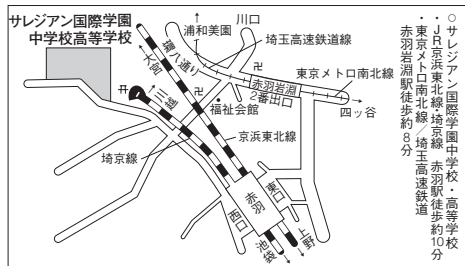 サレジアン国際学園
中学校高等学校
○サレジアン国際学園中学校・高等学校
・JR京浜東北線・埼京線 赤羽駅徒歩約10分
・東京メトロ南北線／埼玉高速鉄道
赤羽岩淵駅徒歩約8分
川口
浦和美園
埼玉高速鉄道線
東京メトロ南北線
赤羽岩淵
2番出口
四ッ谷
大宮
八通り
川越
福祉会館
京浜東北線
埼京線
赤羽
東口
西口
上野
池袋